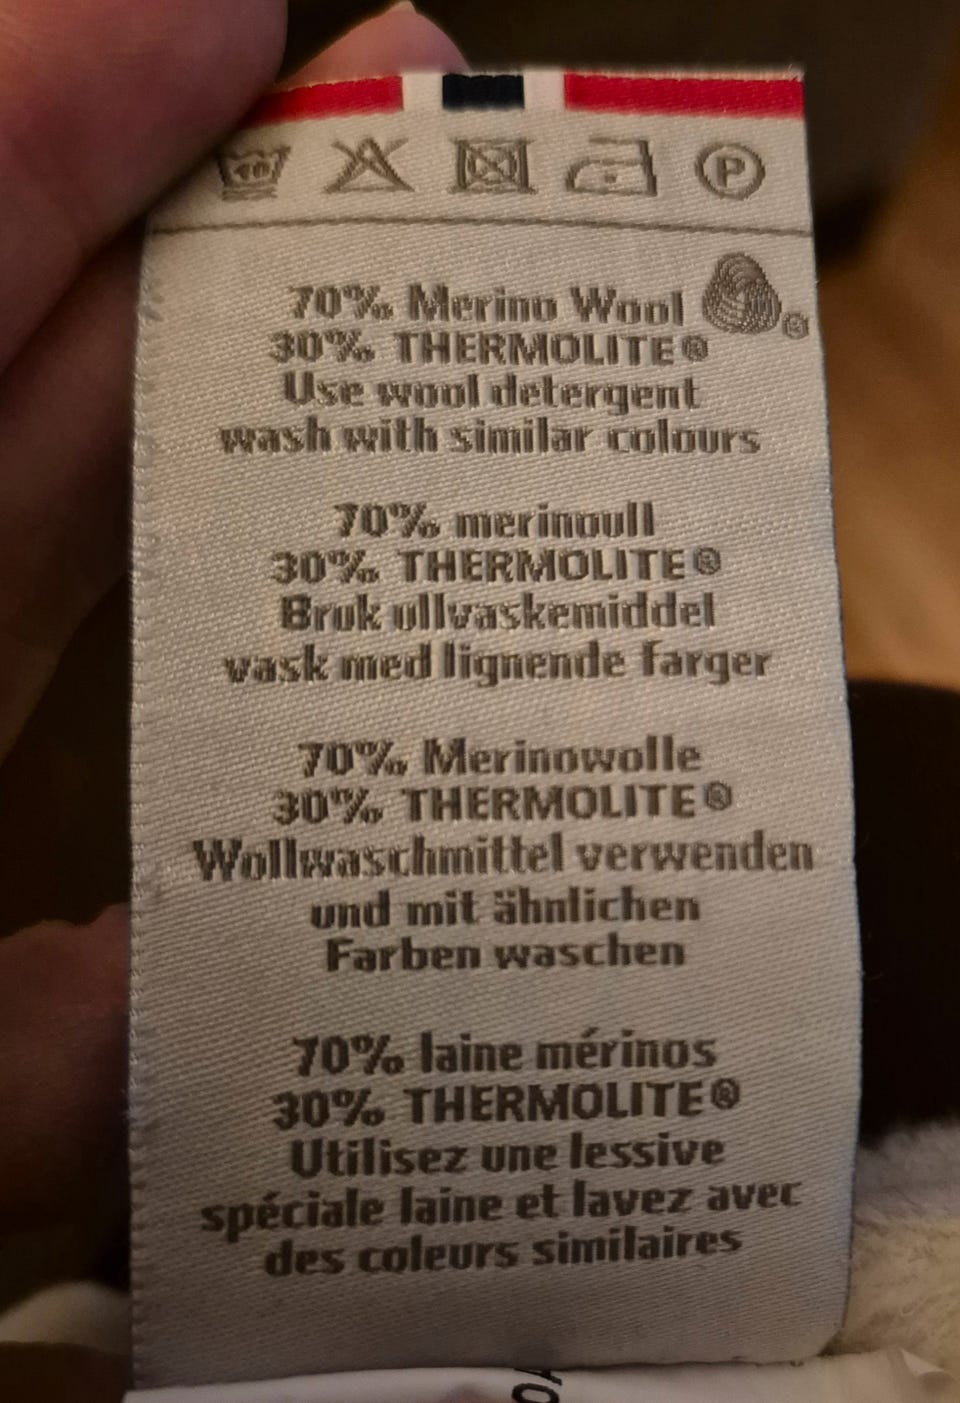 40
P
70% Merino Wool
®
30% THERMOLITE®
Use wool detergent
wash with similar colours
70% merinoull
30% THERMOLITE®
Bruk ullvaskemiddel
vask med lignende farger
70% Merinowolle
30% THERMOLITE®
Wollwaschmittel verwenden
und mit ähnlichen
Farben waschen
70% laine mérinos
30% THERMOLITE®
Utilisez une lessive
spéciale laine et lavez avec
des coleurs similaires